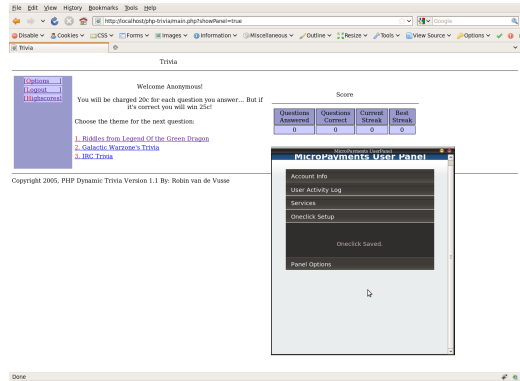 File Edit View History Bookmarks Tools Help
http://localhost/php-trivia/main.php?showPanel=true
Google
Disable Cookies CSS Forms Images Information Miscellaneous Outline Resize Tools View Source Options
Trivia
Trivia
[Options ]
[Logout ]
[Highscores]
Welcome Anonymous!
You will be charged 20c for each question you answer... But if
it's correct you will win 25c!
Choose the theme for the next question:
1. Riddles from Legend Of the Green Dragon
2. Galactic Warzone's Trivia
3. IRC Trivia
Score
Questions Answered Questions Correct Current Streak Best Streak
0 0 0 0
Copyright 2005, PHP Dynamic Trivia Version 1.1 By: Robin van de Vusse
MicroPayments UserPanel
MicroPayments User Panel
Account Info
User Activity Log
Services
Oneclick Setup
Oneclick Saved.
Panel Options
Done